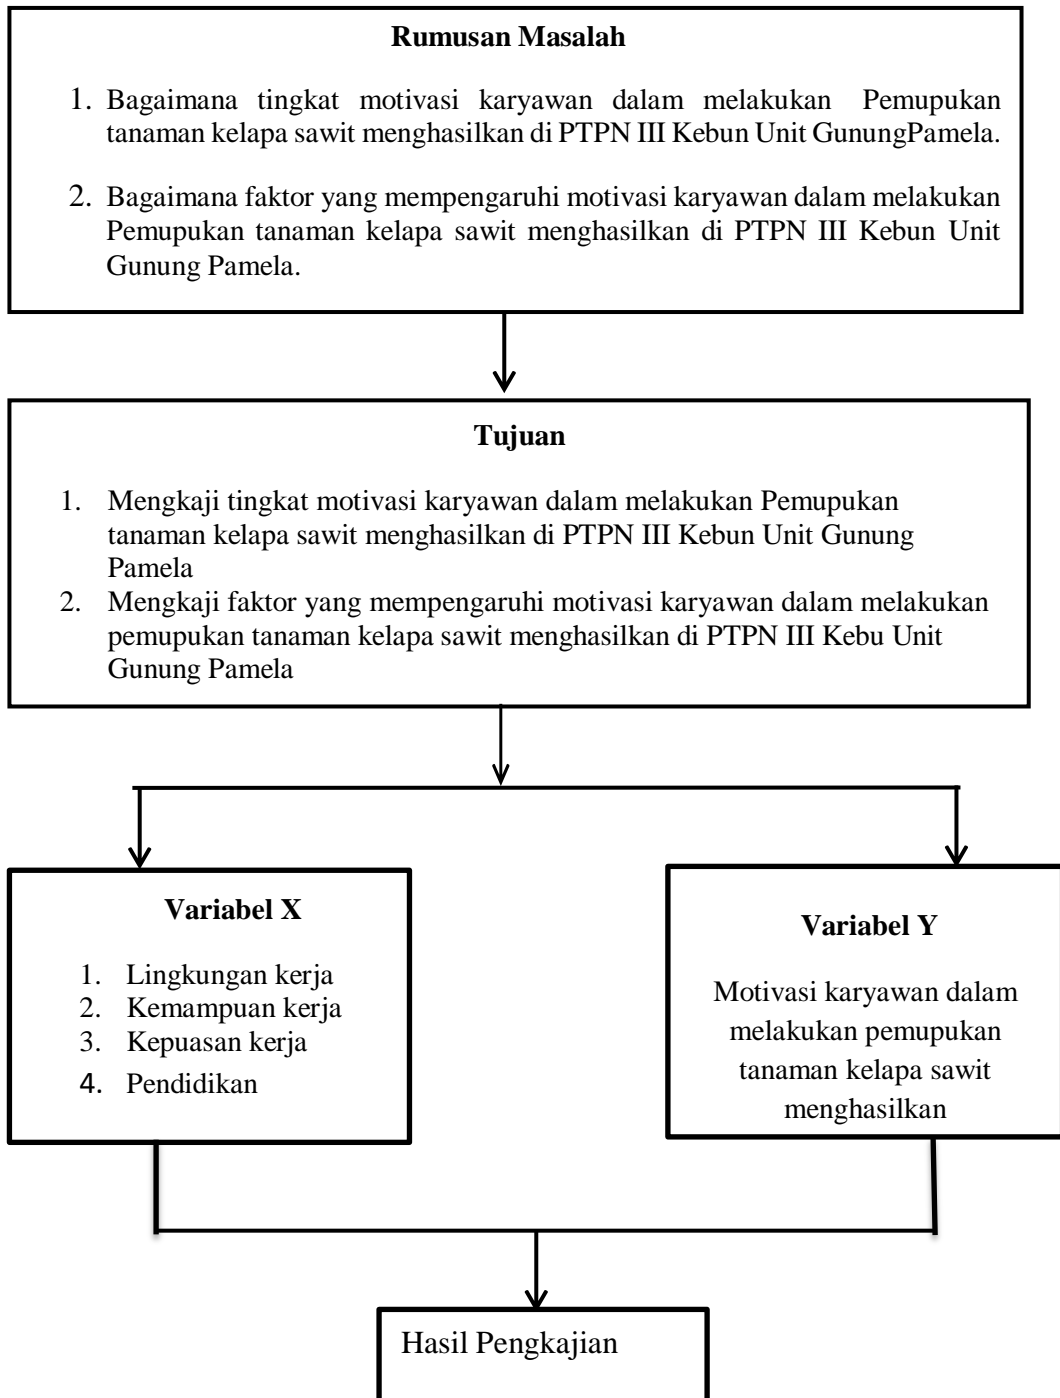 Rumusan Masalah
1. Bagaimana tingkat motivasi karyawan dalam melakukan Pemupukan
tanaman kelapa sawit menghasilkan di PTPN III Kebun Unit GunungPamela.
2. Bagaimana faktor yang mempengaruhi motivasi karyawan dalam melakukan
Pemupukan tanaman kelapa sawit menghasilkan di PTPN III Kebun Unit
Gunung Pamela.
Tujuan
1. Mengkaji tingkat motivasi karyawan dalam melakukan Pemupukan
tanaman kelapa sawit menghasilkan di PTPN III Kebun Unit Gunung
Pamela
2. Mengkaji faktor yang mempengaruhi motivasi karyawan dalam melakukan
pemupukan tanaman kelapa sawit menghasilkan di PTPN III Kebu Unit
Gunung Pamela
Variabel X
1. Lingkungan kerja
2. Kemampuan kerja
3. Kepuasan kerja
4. Pendidikan
Variabel Y
Motivasi karyawan dalam
melakukan pemupukan
tanaman kelapa sawit
menghasilkan
Hasil Pengkajian